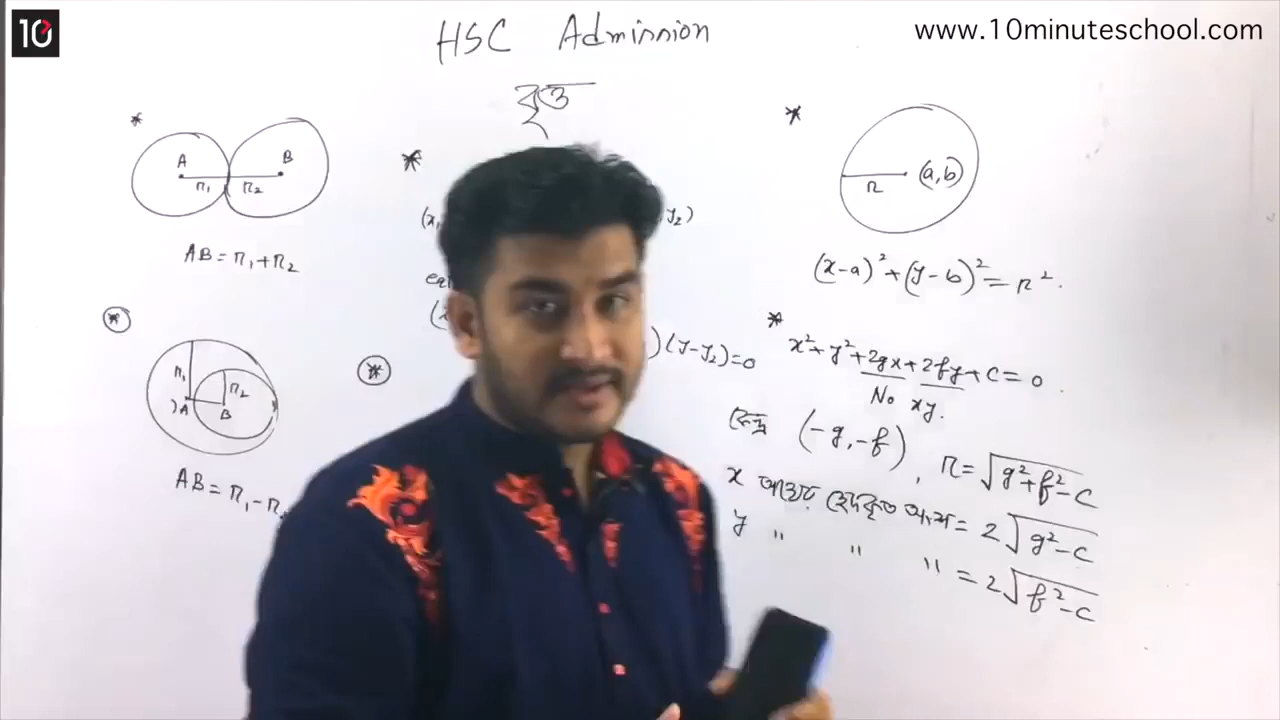 10
www.10minuteschool.com
HSC Admission
বৃত্ত
*
A B
r₁ r₂
AB = r₁ + r₂
*
r₁ r₂
A B
AB = r₁ - r
*
(x, y₂)
)(y-y₂)=0
*
*
r (a,b)
(x-a)² + (y-b)² = r².
*
x² + y² + 2gx + 2fy + c = 0.
No xy.
কেন্দ্র (-g, -f), r = √g²+f²-c
x অক্ষের ছেদকৃত অংশ = 2√g²-c
y " " " = 2√f²-c